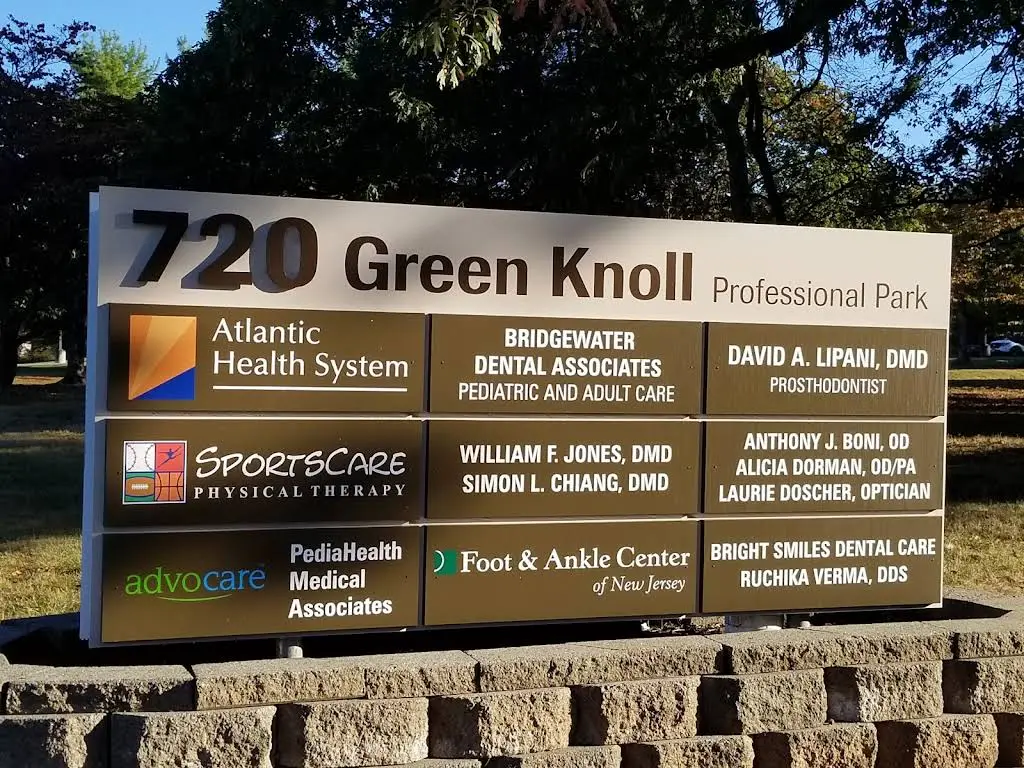 720 Green Knoll Professional Park
Atlantic
Health System
BRIDGEWATER
DENTAL ASSOCIATES
PEDIATRIC AND ADULT CARE
DAVID A. LIPANI, DMD
PROSTHODONTIST
SPORTSCARE
PHYSICAL THERAPY
WILLIAM F. JONES, DMD
SIMON L. CHIANG, DMD
ANTHONY J. BONI, OD
ALICIA DORMAN, OD/PA
LAURIE DOSCHER, OPTICIAN
advocare
PediaHealth
Medical
Associates
Foot & Ankle Center
of New Jersey
BRIGHT SMILES DENTAL CARE
RUCHIKA VERMA, DDS